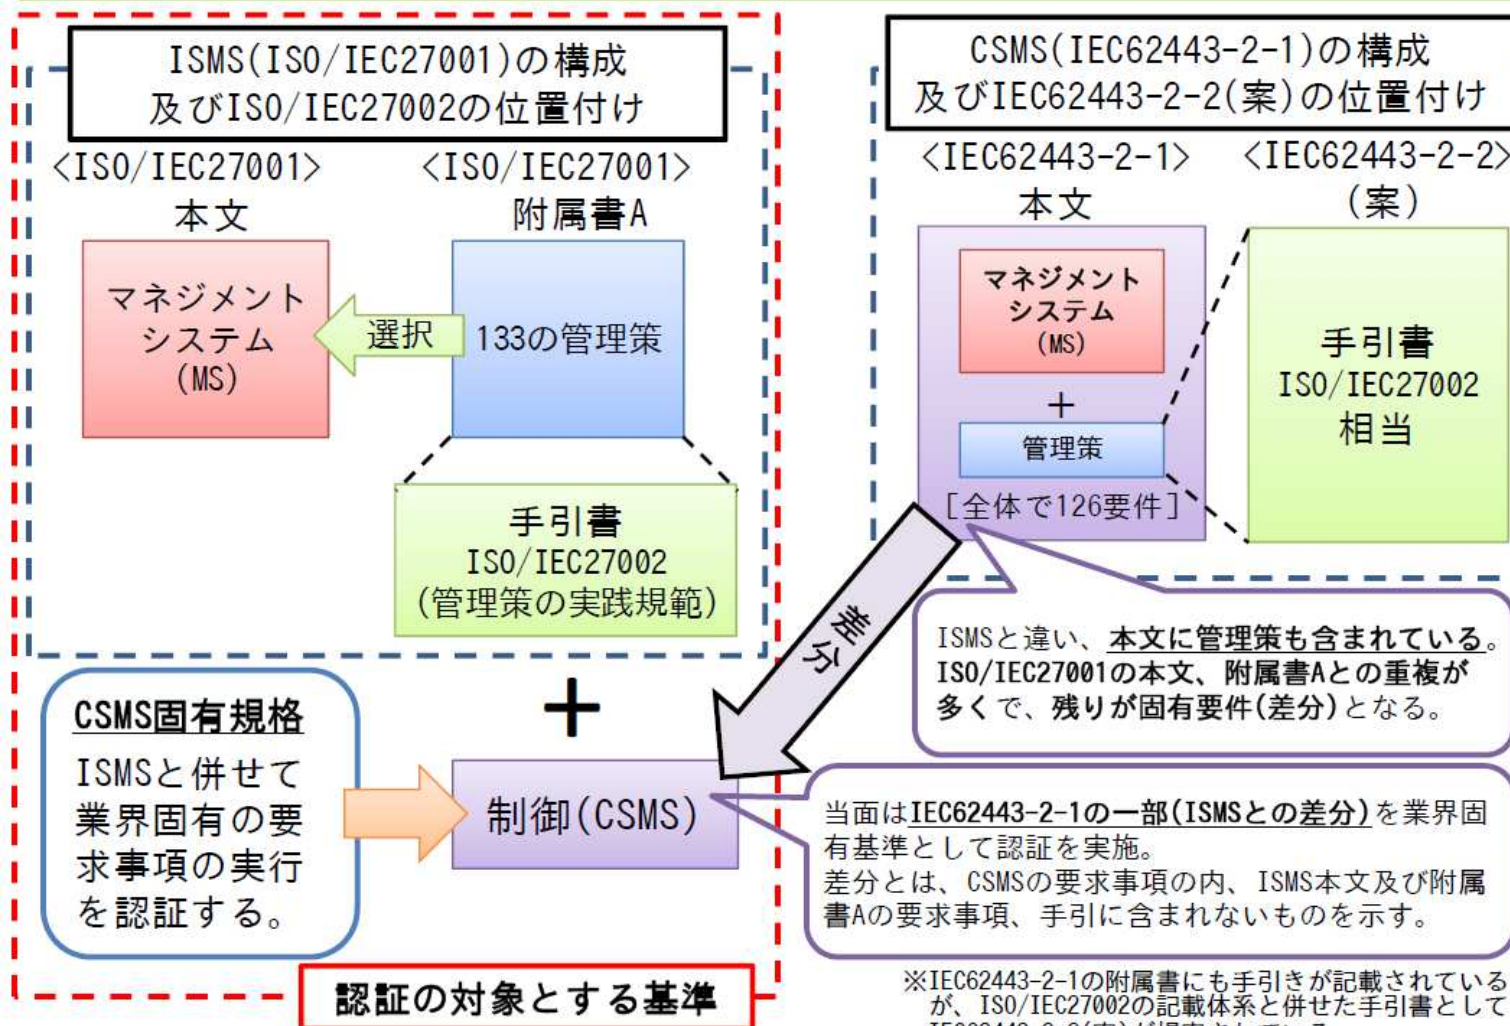 ISMS(ISO/IEC27001)の構成
及びISO/IEC27002の位置付け
<ISO/IEC27001>
本文
<ISO/IEC27001>
附属書A
マネジメント
システム
(MS)
選択
133の管理策
手引書
ISO/IEC27002
(管理策の実践規範)
CSMS(IEC62443-2-1)の構成
及びIEC62443-2-2(案)の位置付け
<IEC62443-2-1>
本文
<IEC62443-2-2>
(案)
マネジメント
システム
(MS)
+
管理策
[全体で126要件]
手引書
ISO/IEC27002
相当
差分
ISMSと違い、本文に管理策も含まれている。
ISO/IEC27001の本文、附属書Aとの重複が
多くで、残りが固有要件(差分)となる。
+
CSMS固有規格
ISMSと併せて
業界固有の要
求事項の実行
を認証する。
制御(CSMS)
当面はIEC62443-2-1の一部(ISMSとの差分)を業界固
有基準として認証を実施。
差分とは、CSMSの要求事項の内、ISMS本文及び附属
書Aの要求事項、手引に含まれないものを示す。
認証の対象とする基準
※IEC62443-2-1の附属書にも手引きが記載されている
が、ISO/IEC27002の記載体系と併せた手引書として